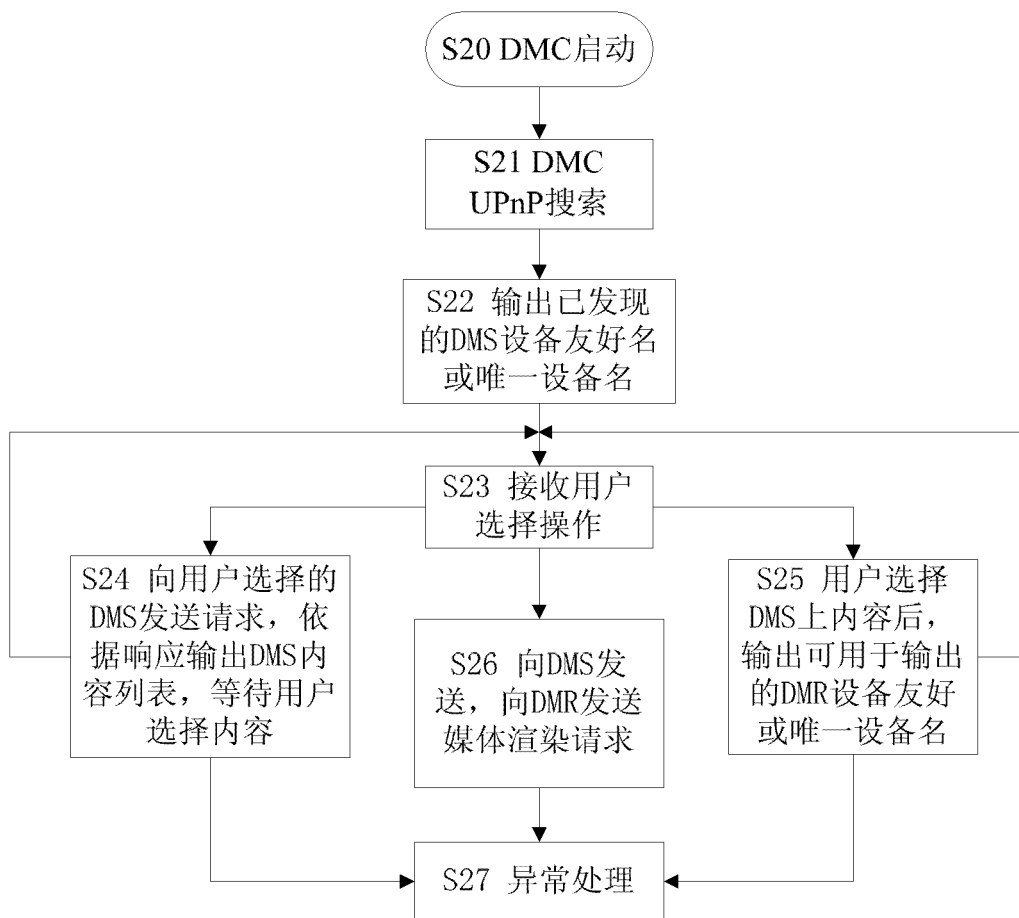 S20 DMC启动
S21 DMC
UPnP搜索
S22 输出已发现
的DMS设备友好名
或唯一设备名
S23 接收用户
选择操作
S24 向用户选择的
DMS发送请求，依
据响应输出DMS内
容列表，等待用户
选择内容
S26 向DMS发
送，向DMR发送
媒体渲染请求
S25 用户选择
DMS上内容后，
输出可用于输出
的DMR设备友好
或唯一设备名
S27 异常处理